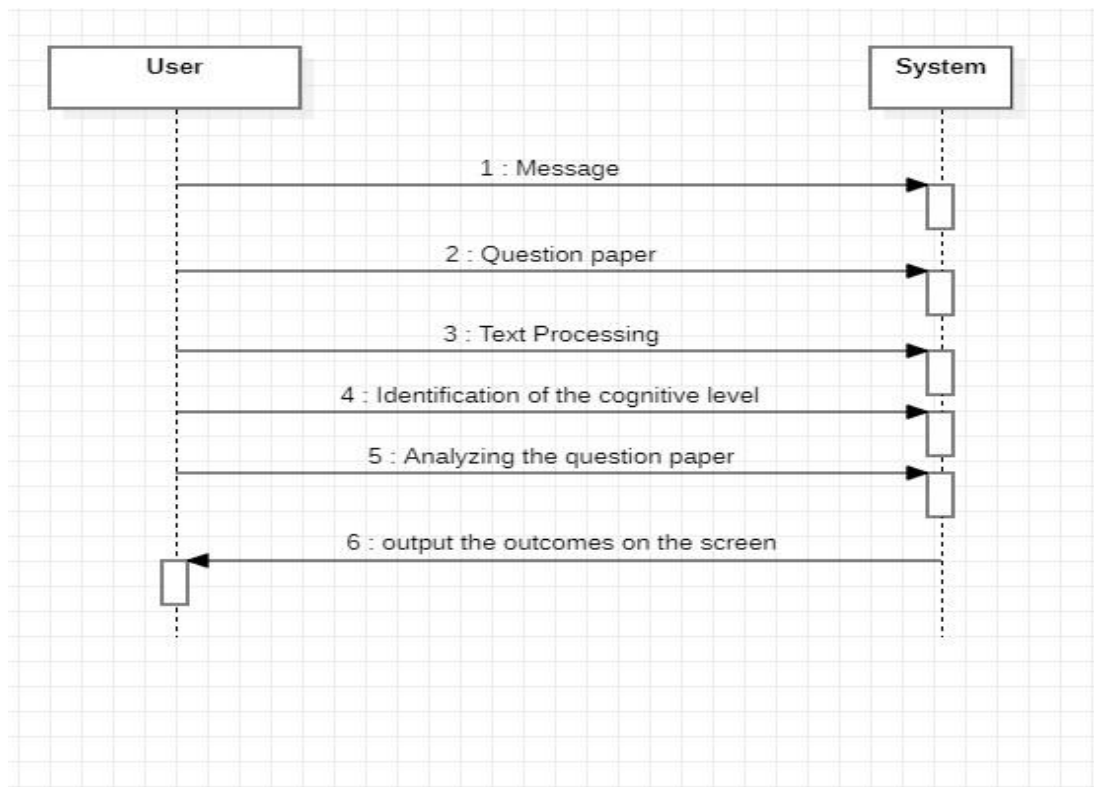 User
System
1 : Message
2 : Question paper
3 : Text Processing
4 : Identification of the cognitive level
5 : Analyzing the question paper
6 : output the outcomes on the screen